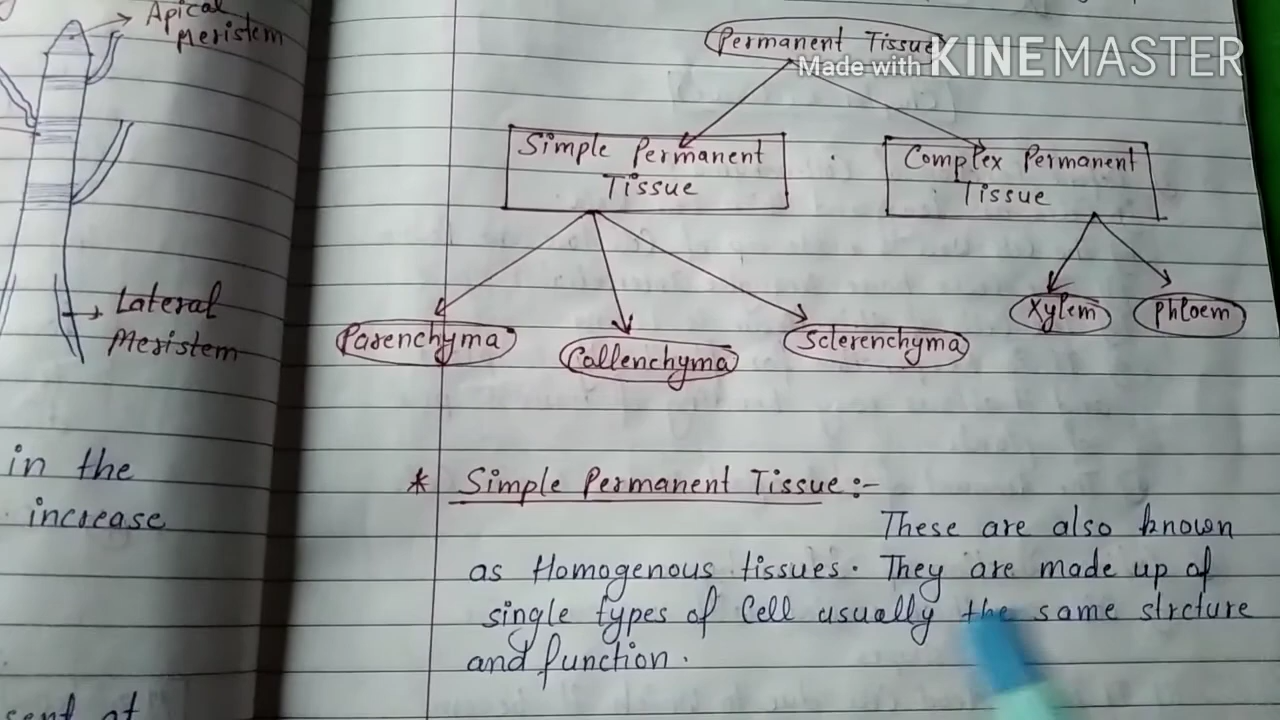 Apical
Meristem
Lateral
Meristem
in the
increase
Permanent Tissue
Made with KINEMASTER
Simple Permanent
Tissue
Complex Permanent
Tissue
Parenchyma
Collenchyma
Sclerenchyma
Xylem
Phloem
* Simple Permanent Tissue :-
These are also known
as Homogenous tissues. They are made up of
single types of Cell usually the same strcture
and function.